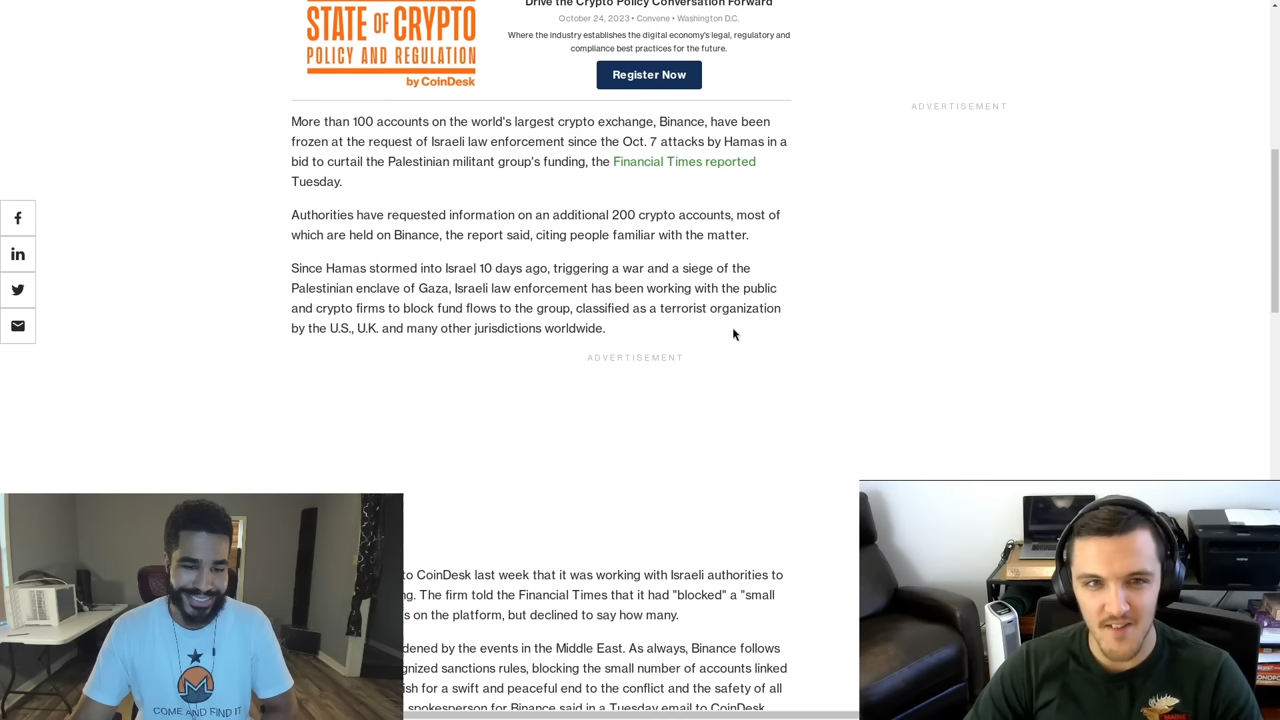 Drive the Crypto Policy Conversation Forward
STATE OF CRYPTO
POLICY AND REGULATION
by CoinDesk
October 24, 2023 • Convene • Washington D.C.
Where the industry establishes the digital economy's legal, regulatory and
compliance best practices for the future.
Register Now
ADVERTISEMENT
More than 100 accounts on the world's largest crypto exchange, Binance, have been
frozen at the request of Israeli law enforcement since the Oct. 7 attacks by Hamas in a
bid to curtail the Palestinian militant group's funding, the Financial Times reported
Tuesday.
Authorities have requested information on an additional 200 crypto accounts, most of
which are held on Binance, the report said, citing people familiar with the matter.
Since Hamas stormed into Israel 10 days ago, triggering a war and a siege of the
Palestinian enclave of Gaza, Israeli law enforcement has been working with the public
and crypto firms to block fund flows to the group, classified as a terrorist organization
by the U.S., U.K. and many other jurisdictions worldwide.
ADVERTISEMENT
to CoinDesk last week that it was working with Israeli authorities to
ng. The firm told the Financial Times that it had "blocked" a "small
s on the platform, but declined to say how many.
dened by the events in the Middle East. As always, Binance follows
gnized sanctions rules, blocking the small number of accounts linked
ish for a swift and peaceful end to the conflict and the safety of all
spokesperson for Binance said in a Tuesday email to CoinDesk.
COME AND FIND IT